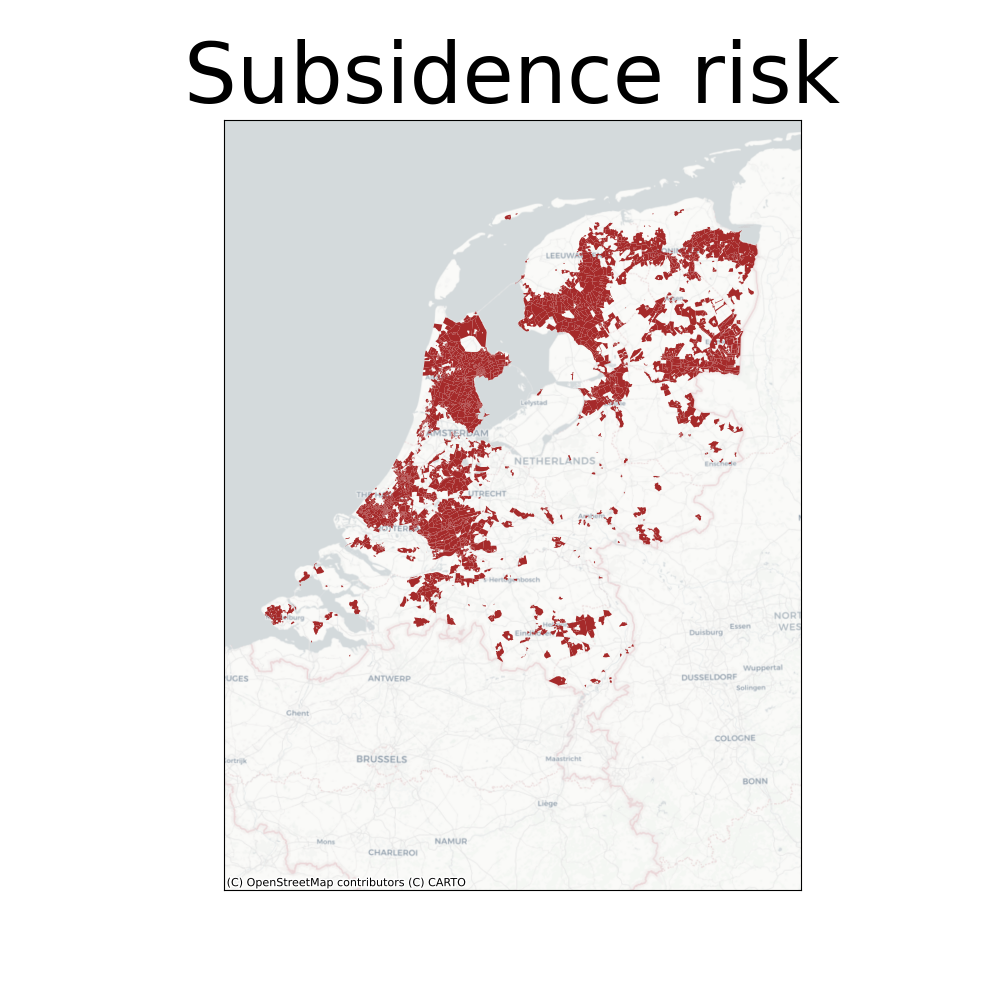 Subsidence risk
LEEUWA
Lelystad
AMSTERDAM
NETHERLANDS
Enschede
UTRECHT
's-Hertogenbosch
Eindhoven
NORT
WES
Essen
Duisburg
Wuppertal
DUSSELDORF
Solingen
UGES
ANTWERP
Ghent
COLOGNE
ortrijk
BRUSSELS
Maastricht
BONN
Liège
Mons
NAMUR
CHARLEROI
(C) OpenStreetMap contributors (C) CARTO